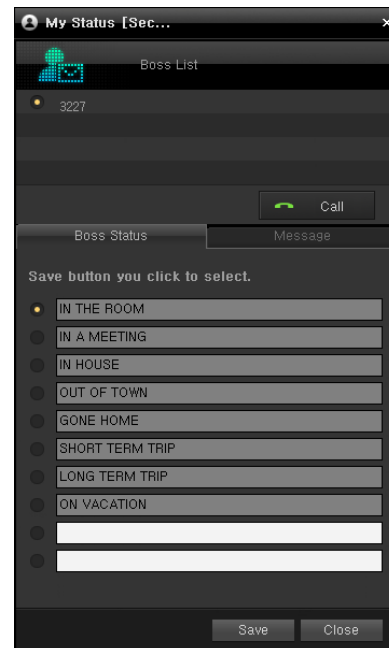 My Status [Sec...
Boss List
3227
Call
Boss Status Message
Save button you click to select.
IN THE ROOM
IN A MEETING
IN HOUSE
OUT OF TOWN
GONE HOME
SHORT TERM TRIP
LONG TERM TRIP
ON VACATION
Save Close